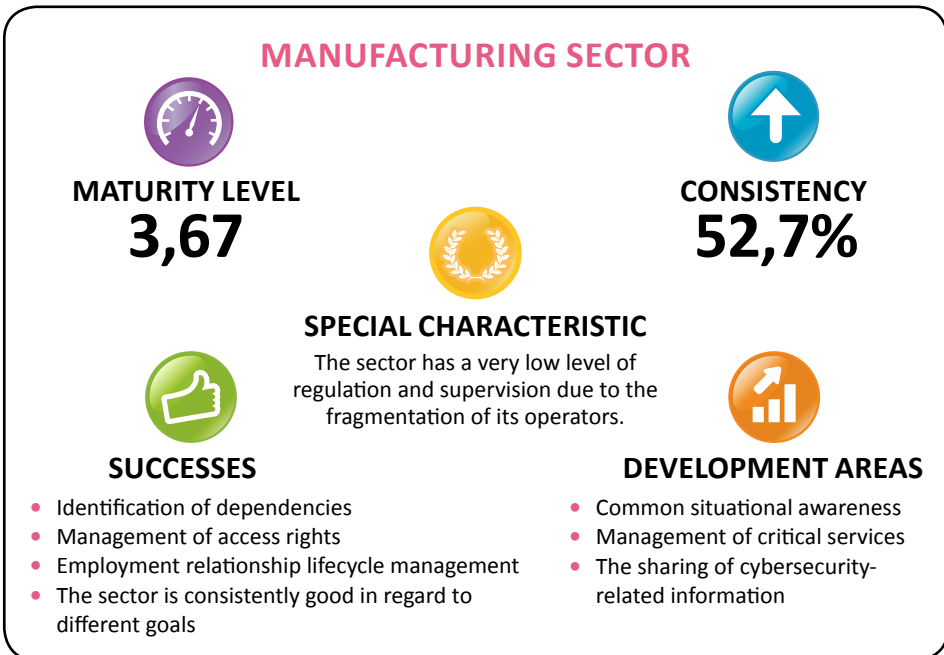 MANUFACTURING SECTOR
MATURITY LEVEL
3,67
CONSISTENCY
52,7%
SPECIAL CHARACTERISTIC
The sector has a very low level of
regulation and supervision due to the
fragmentation of its operators.
SUCCESSES
• Identification of dependencies
• Management of access rights
• Employment relationship lifecycle management
• The sector is consistently good in regard to
different goals
DEVELOPMENT AREAS
• Common situational awareness
• Management of critical services
• The sharing of cybersecurity-
related information